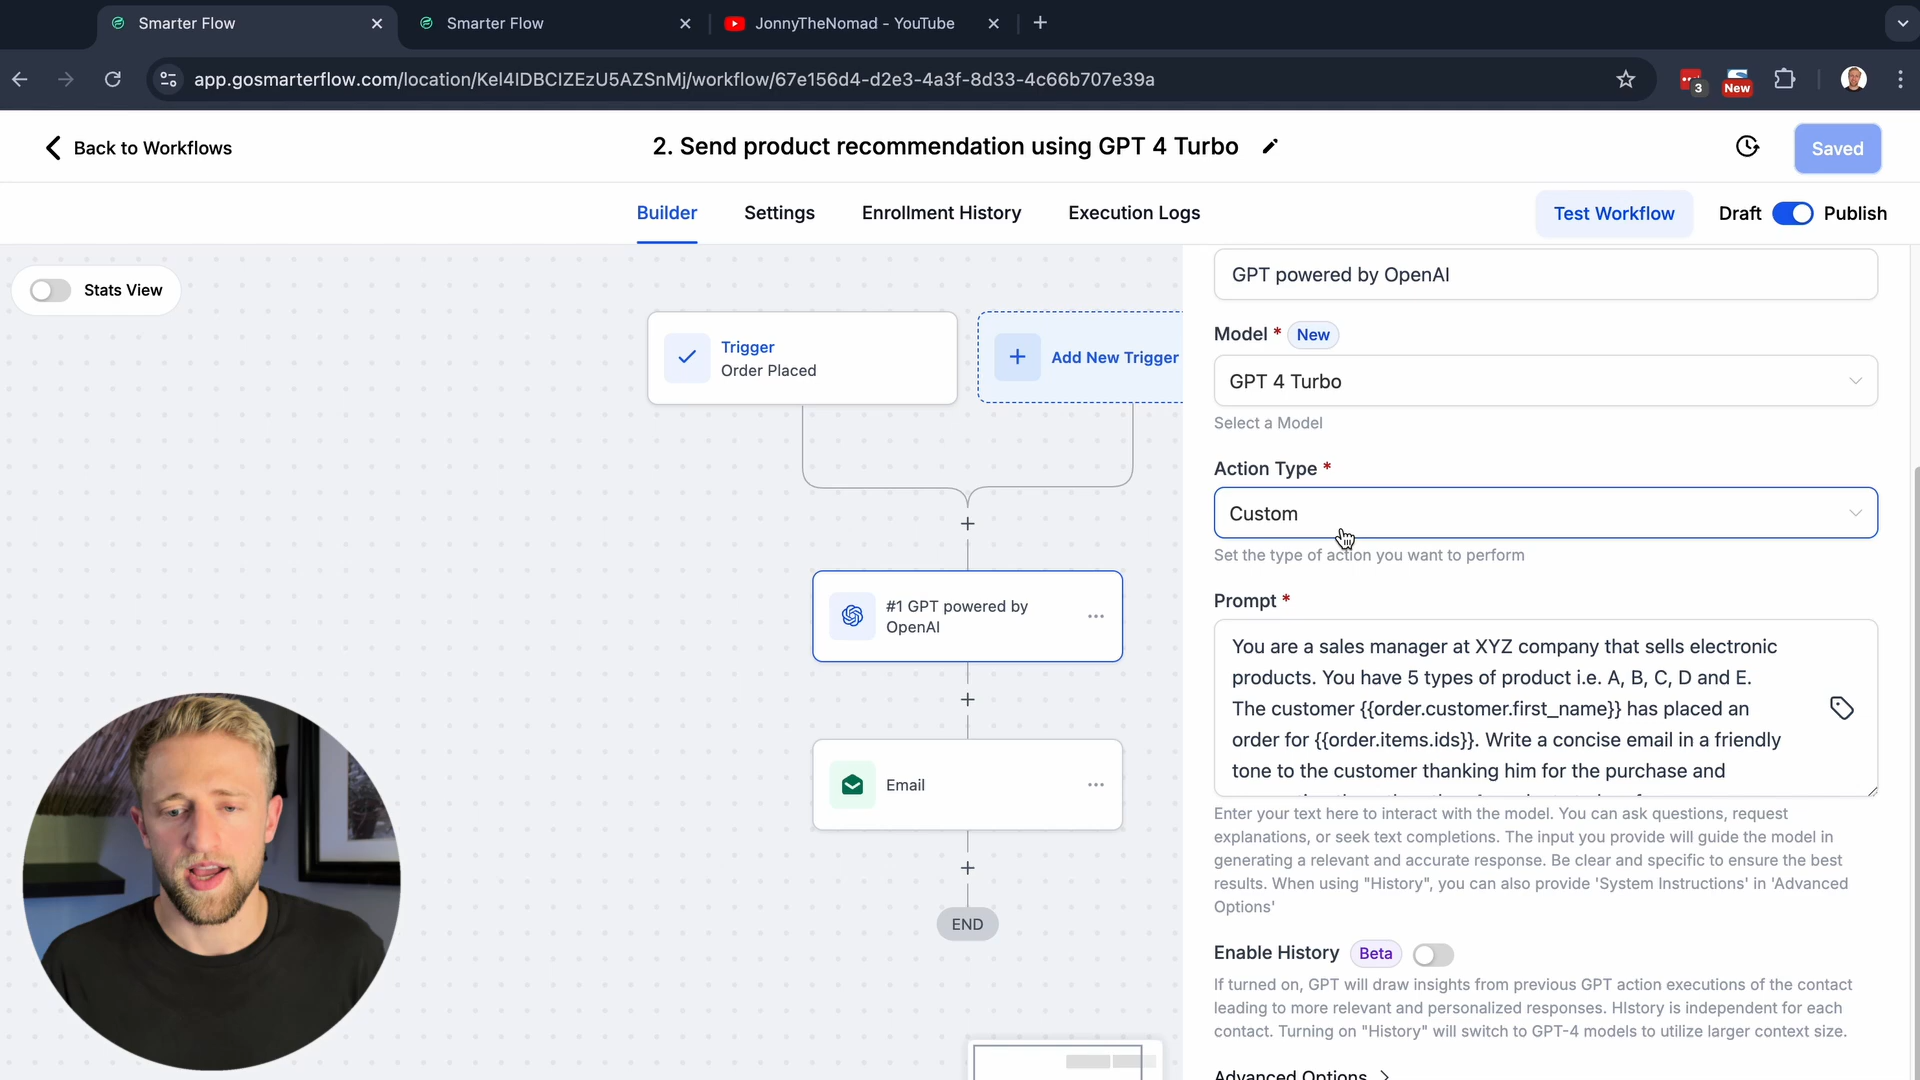 Smarter Flow
Smarter Flow
JonnyTheNomad - YouTube
app.gosmarterflow.com/location/Kel4IDBCIZEzU5AZSnMj/workflow/67e156d4-d2e3-4a3f-8d33-4c66b707e39a
3
New
Back to Workflows
2. Send product recommendation using GPT 4 Turbo
Saved
Builder
Settings
Enrollment History
Execution Logs
Test Workflow
Draft
Publish
Stats View
Trigger
Order Placed
Add New Trigger
#1 GPT powered by
OpenAI
Email
END
GPT powered by OpenAI
Model * New
GPT 4 Turbo
Select a Model
Action Type *
Custom
Set the type of action you want to perform
Prompt *
You are a sales manager at XYZ company that sells electronic
products. You have 5 types of product i.e. A, B, C, D and E.
The customer {{order.customer.first_name}} has placed an
order for {{order.items.ids}}. Write a concise email in a friendly
tone to the customer thanking him for the purchase and
Enter your text here to interact with the model. You can ask questions, request
explanations, or seek text completions. The input you provide will guide the model in
generating a relevant and accurate response. Be clear and specific to ensure the best
results. When using "History", you can also provide 'System Instructions' in 'Advanced
Options'
Enable History Beta
If turned on, GPT will draw insights from previous GPT action executions of the contact
leading to more relevant and personalized responses. HIstory is independent for each
contact. Turning on "History" will switch to GPT-4 models to utilize larger context size.
Advanced Options